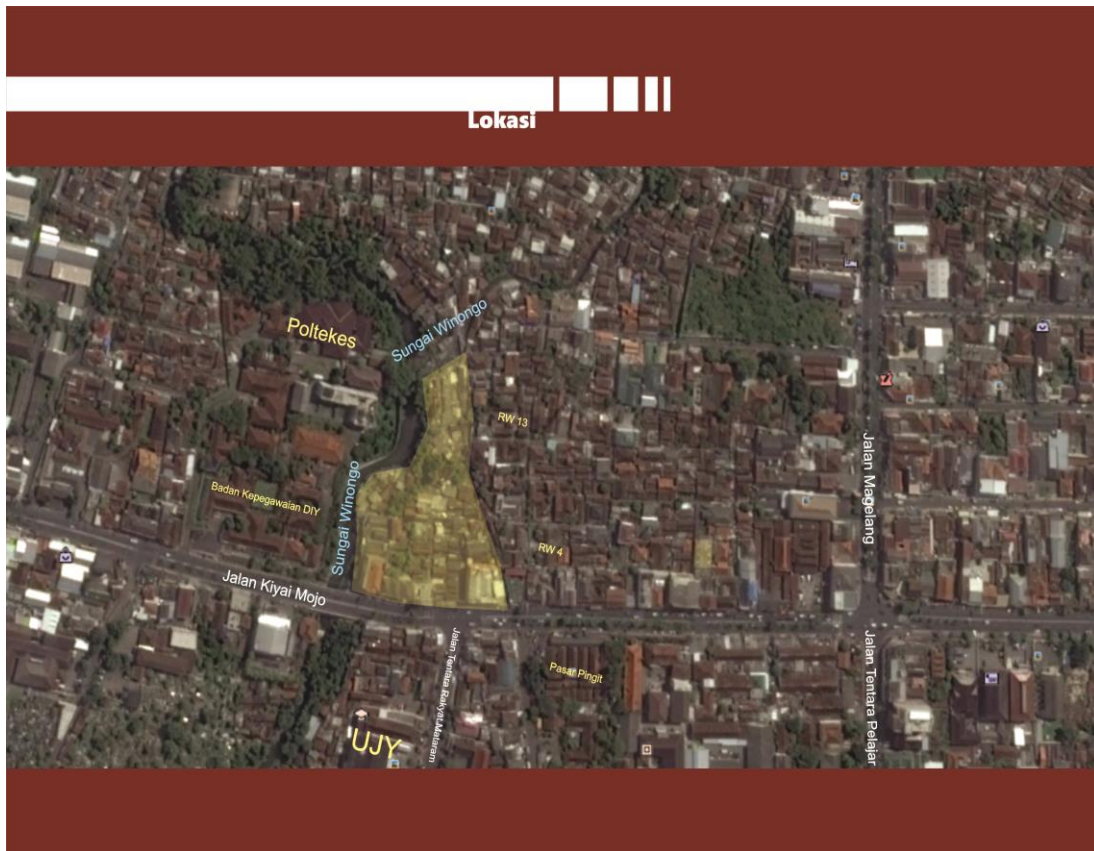 Lokasi
Poltekes
Sungai Winongo
RW 13
Badan Kepegawaian DIY
Sungai Winongo
RW 4
Jalan Magelang
Jalan Kiyai Mojo
Jalan Tentara Rakyat Mataram
Pasar Pingit
Jalan Tentara Pelajar
UJY